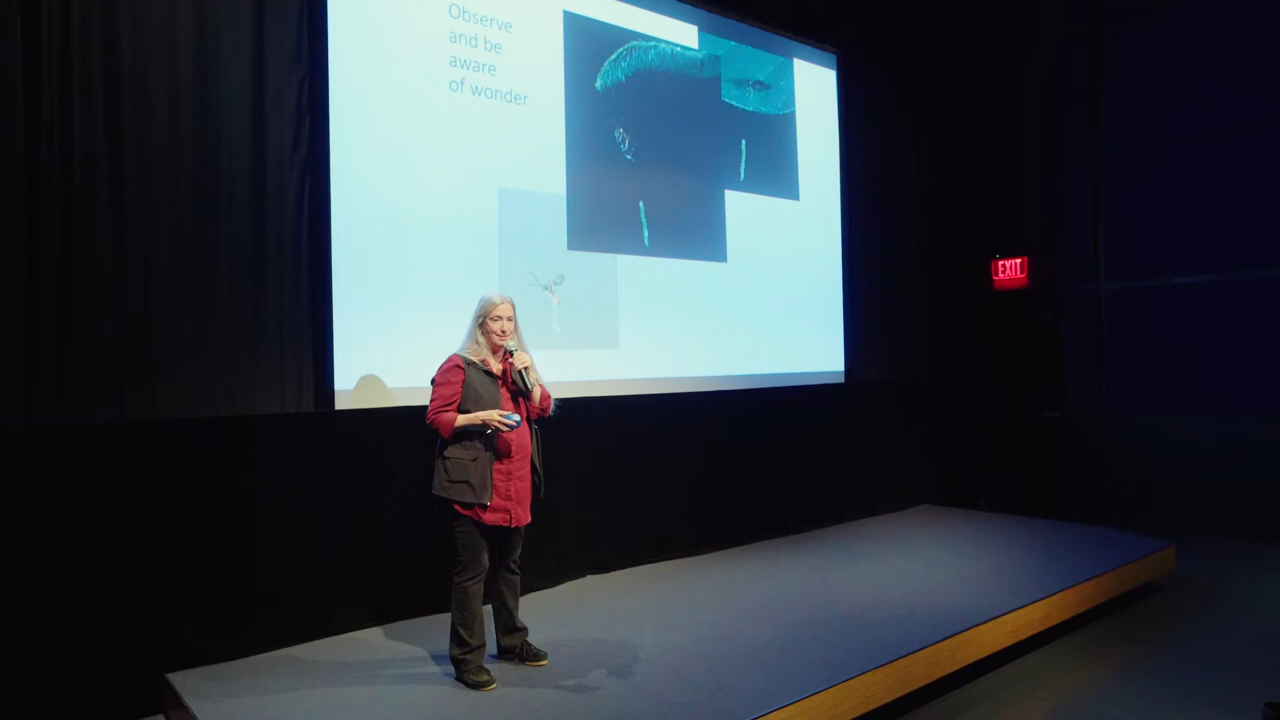 Observe
and be
aware
of wonder
EXIT